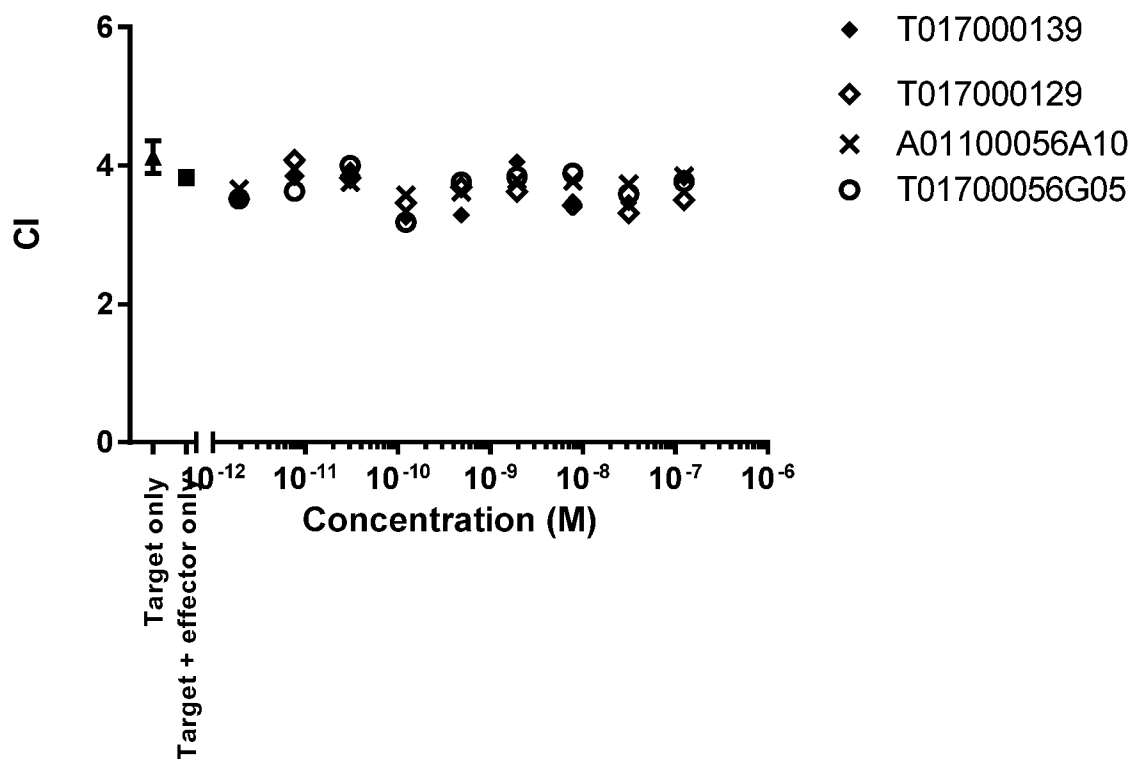 6
4
2
0
CI
10-12
10-11
10-10
10-9
10-8
10-7
10-6
Concentration (M)
Target only
Target + effector only
T017000139
T017000129
A01100056A10
T01700056G05